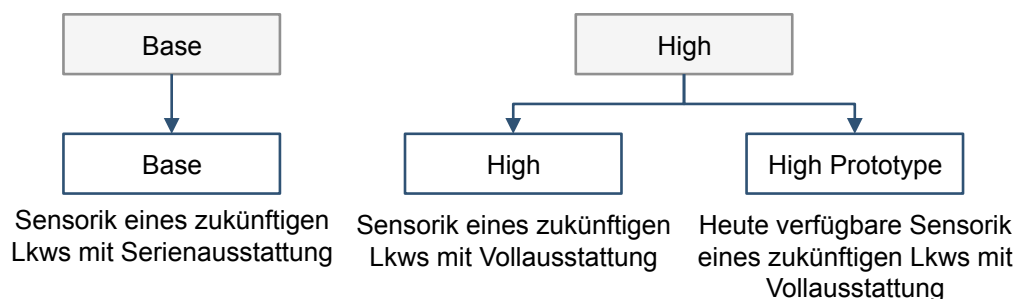 Base
High
Base
High
High Prototype
Sensorik eines zukünftigen
Lkws mit Serienausstattung
Sensorik eines zukünftigen
Lkws mit Vollausstattung
Heute verfügbare Sensorik
eines zukünftigen Lkws mit
Vollausstattung